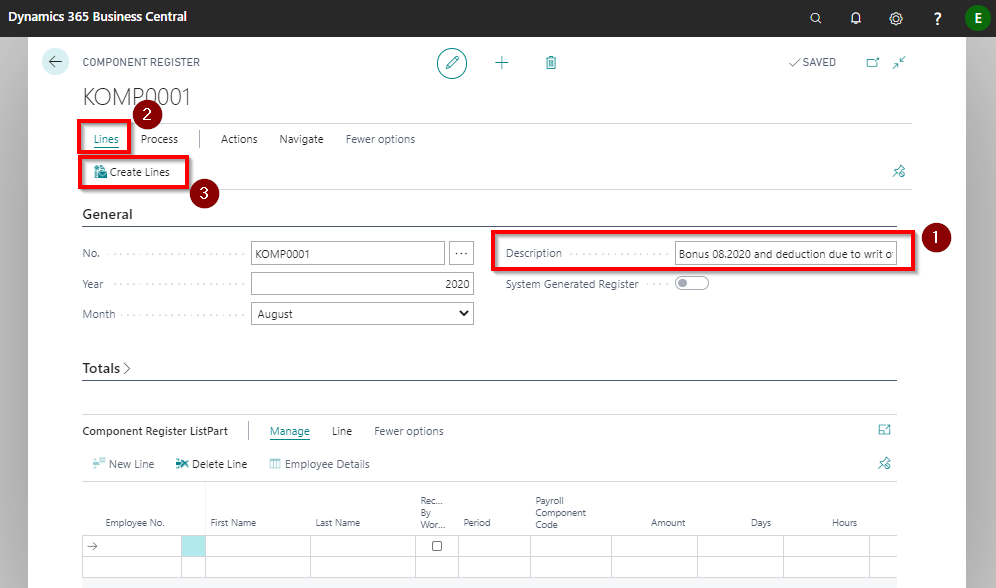 Dynamics 365 Business Central
?
E
COMPONENT REGISTER
SAVED
KOMP0001
2
Lines
Process
Actions
Navigate
Fewer options
Create Lines
3
General
1
No.
KOMP0001
...
Description
Bonus 08.2020 and deduction due to writ o
Year
2020
System Generated Register
Month
August
Totals
Component Register ListPart
Manage
Line
Fewer options
New Line
Delete Line
Employee Details
Employee No.
First Name
Last Name
Rec...
By
Wor...
Period
Payroll
Component
Code
Amount
Days
Hours